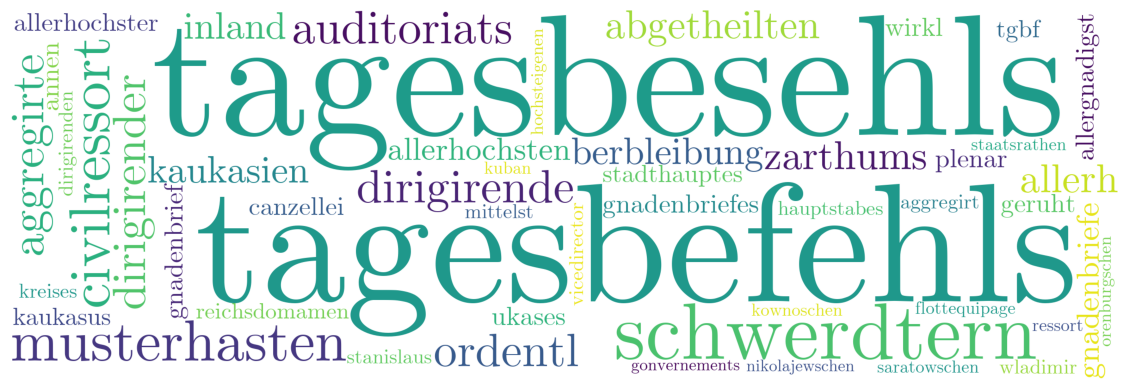 allerhochster
inland
auditoriats
abgetheilten
wirkl
tgbf
allergnadigst
aggregirte
annen
dirigirenden
civilressort
dirigirender
tagesbesehls
hochsteigenen
staatsrathen
kaukasien
allerhochsten
kuban
berbleibung
stadthauptes
zarthums
plenar
allerh
dirigirende
gnadenbrief
canzellei
mittelst
tagesbefehls
vicedirector
gnadenbriefes
hauptstabes
aggregirt
geruht
gnadenbriefe
orenburgschen
kreises
kaukasus
reichsdomamen
ukases
kownoschen
flottequipage
musterhasten
stanislaus
ordentl
schwerdtern
ressort
gonvernements
nikolajewschen
saratowschen
wladimir